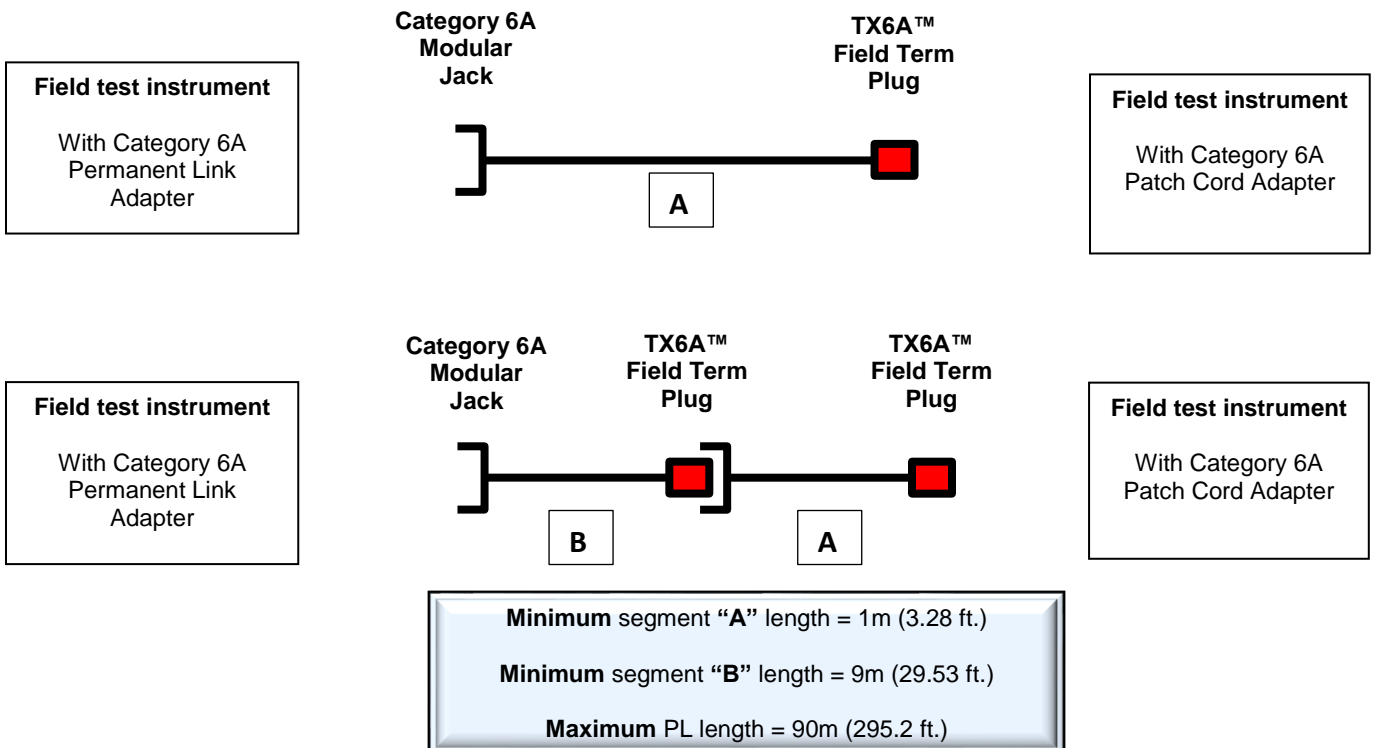 Category 6A
Modular
Jack
TX6A™
Field Term
Plug
Field test instrument
With Category 6A
Permanent Link
Adapter
A
Field test instrument
With Category 6A
Patch Cord Adapter
Category 6A
Modular
Jack
TX6A™
Field Term
Plug
TX6A™
Field Term
Plug
Field test instrument
With Category 6A
Permanent Link
Adapter
B
A
Field test instrument
With Category 6A
Patch Cord Adapter
Minimum segment “A” length = 1m (3.28 ft.)
Minimum segment “B” length = 9m (29.53 ft.)
Maximum PL length = 90m (295.2 ft.)